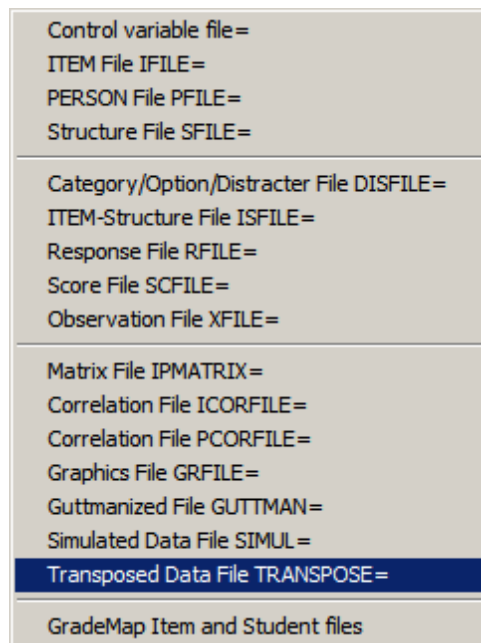 Control variable file=
ITEM File IFILE=
PERSON File PFILE=
Structure File SFILE=
Category/Option/Distracter File DISFILE=
ITEM-Structure File ISFILE=
Response File RFILE=
Score File SCFILE=
Observation File XFILE=
Matrix File IPMATRIX=
Correlation File ICORFILE=
Correlation File PCORFILE=
Graphics File GRFILE=
Guttmanized File GUTTMAN=
Simulated Data File SIMUL=
Transposed Data File TRANSPOSE=
GradeMap Item and Student files